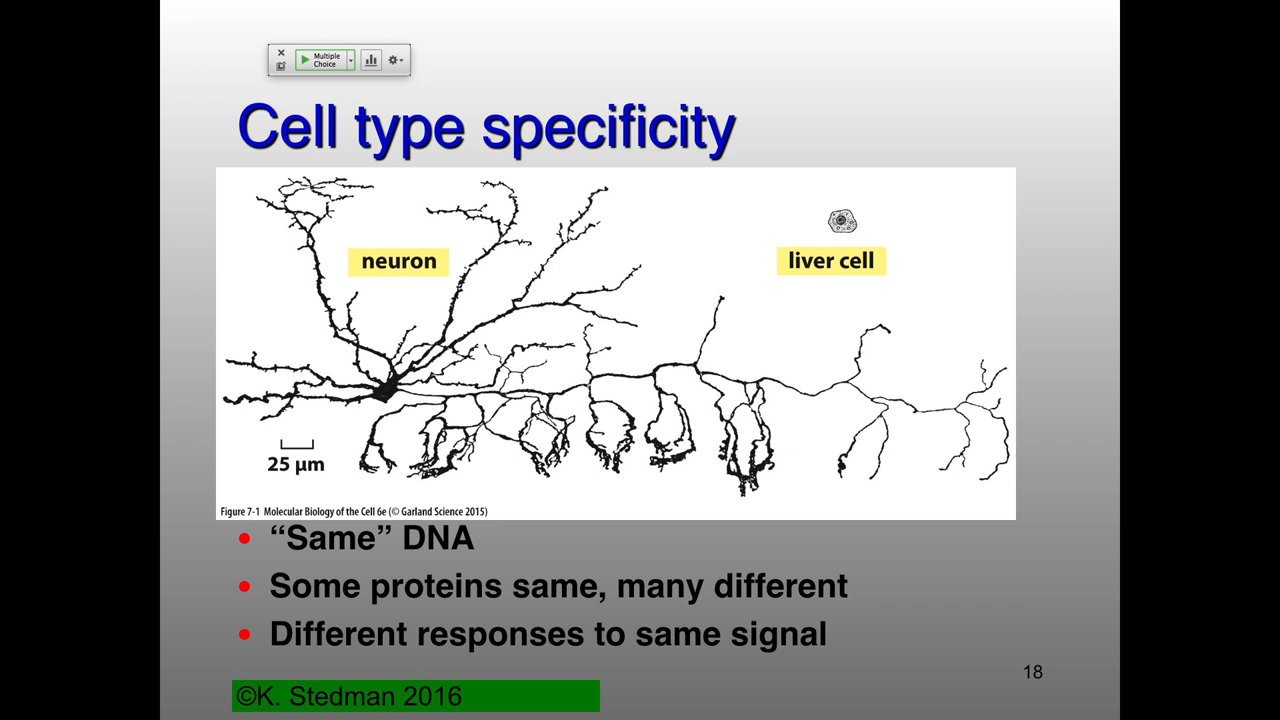 Multiple
Choice
Cell type specificity
neuron
liver cell
25 μm
Figure 7-1 Molecular Biology of the Cell 6e (© Garland Science 2015)
• “Same” DNA
• Some proteins same, many different
• Different responses to same signal
18
©K. Stedman 2016